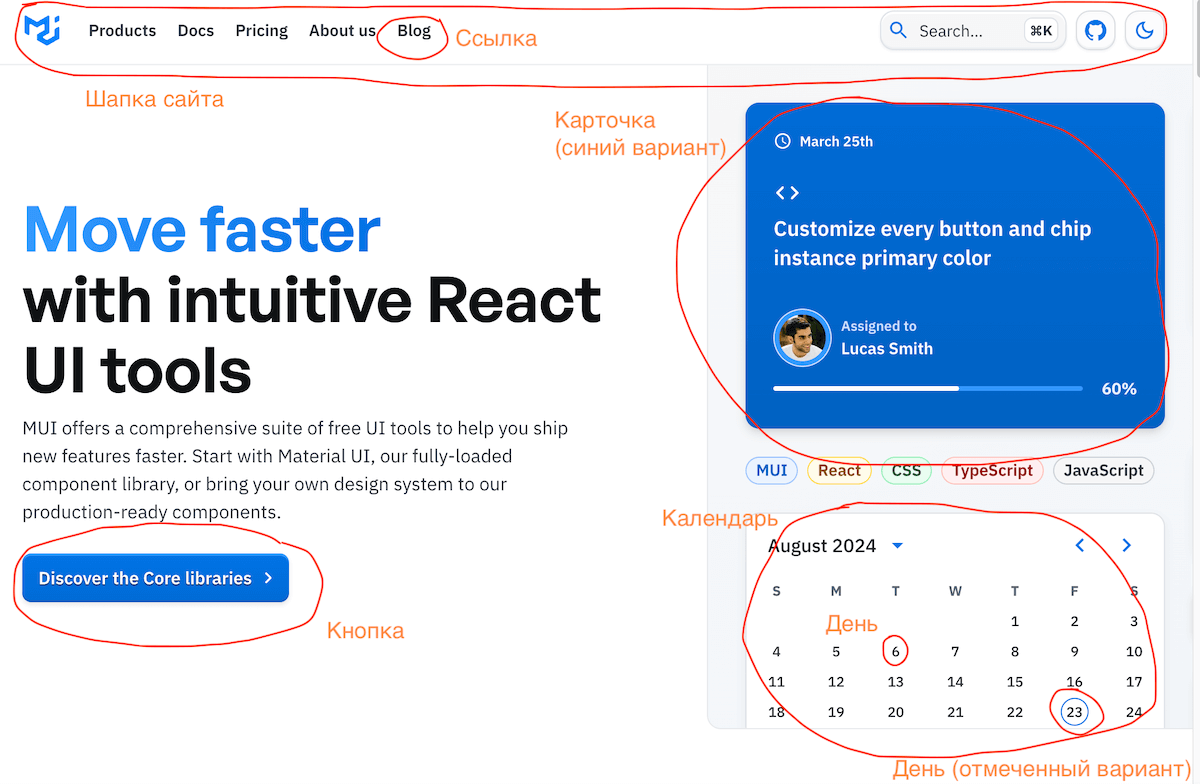 Products Docs Pricing About us Blog Ссылка Search... ⌘K
Шапка сайта
Карточка
(синий вариант)
March 25th
Customize every button and chip
instance primary color
Assigned to
Lucas Smith
60%
Move faster
with intuitive React
UI tools
MUI offers a comprehensive suite of free UI tools to help you ship
new features faster. Start with Material UI, our fully-loaded
component library, or bring your own design system to our
production-ready components.
Discover the Core libraries
Кнопка
MUI React CSS TypeScript JavaScript
Календарь
August 2024
S M T W T F S
День
1 2 3
4 5 6 7 8 9 10
11 12 13 14 15 16 17
18 19 20 21 22 23 24
День (отмеченный вариант)